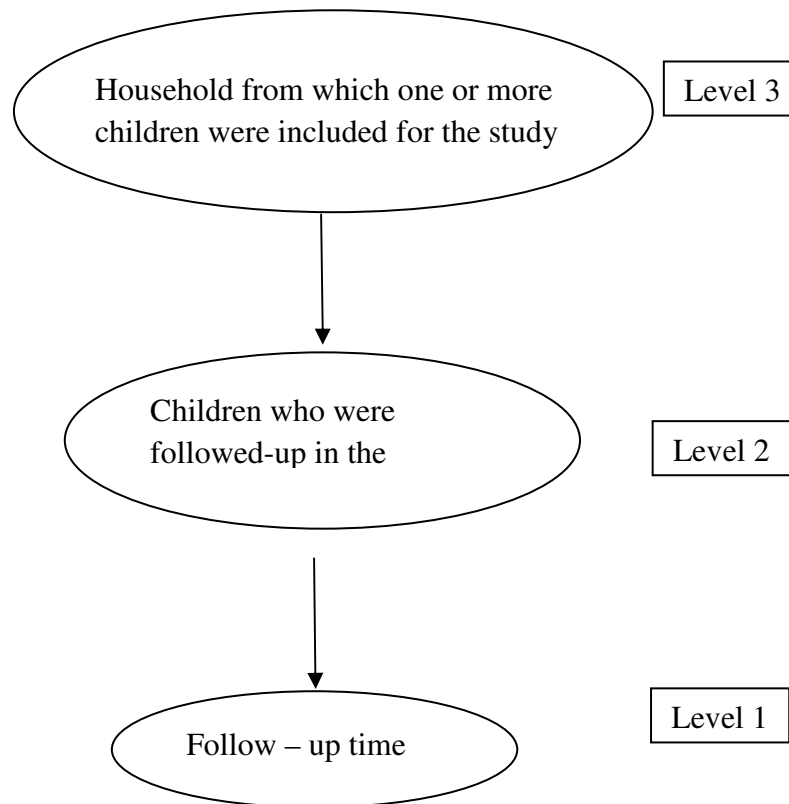 Household from which one or more
children were included for the study
Level 3
Children who were
followed-up in the
Level 2
Follow – up time
Level 1